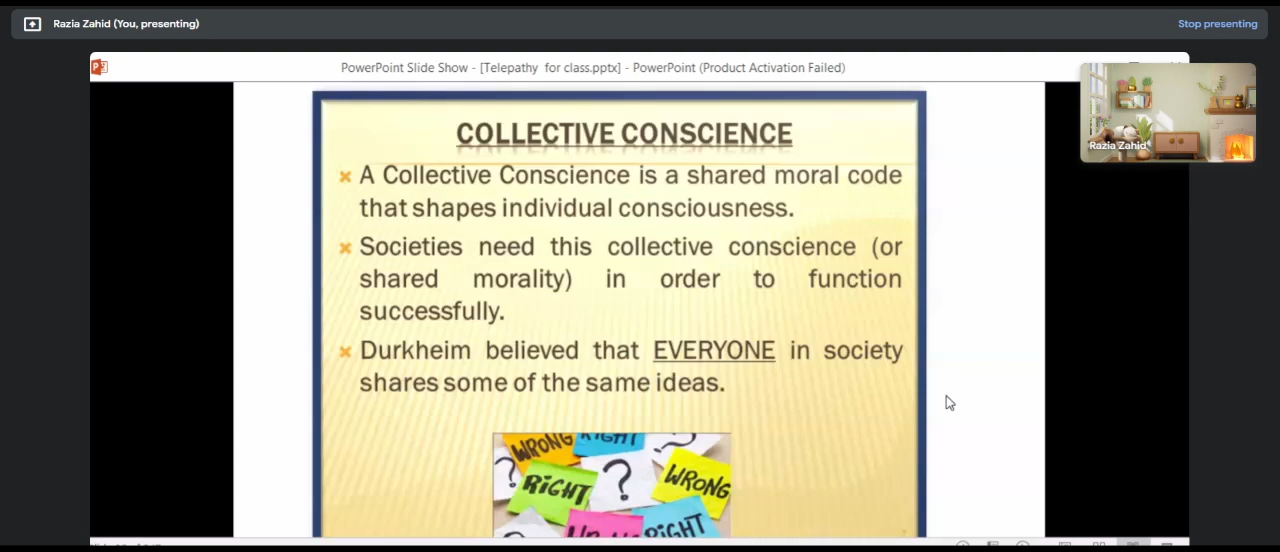 Razia Zahid (You, presenting)
Stop presenting
PowerPoint Slide Show - [Telepathy for class.pptx] - PowerPoint (Product Activation Failed)
Razia Zahid
COLLECTIVE CONSCIENCE
A Collective Conscience is a shared moral code
that shapes individual consciousness.
Societies need this collective conscience (or
shared morality) in order to function
successfully.
Durkheim believed that EVERYONE in society
shares some of the same ideas.
WRONG RIGHT ?
? RIGHT ? WRONG
RIGHT